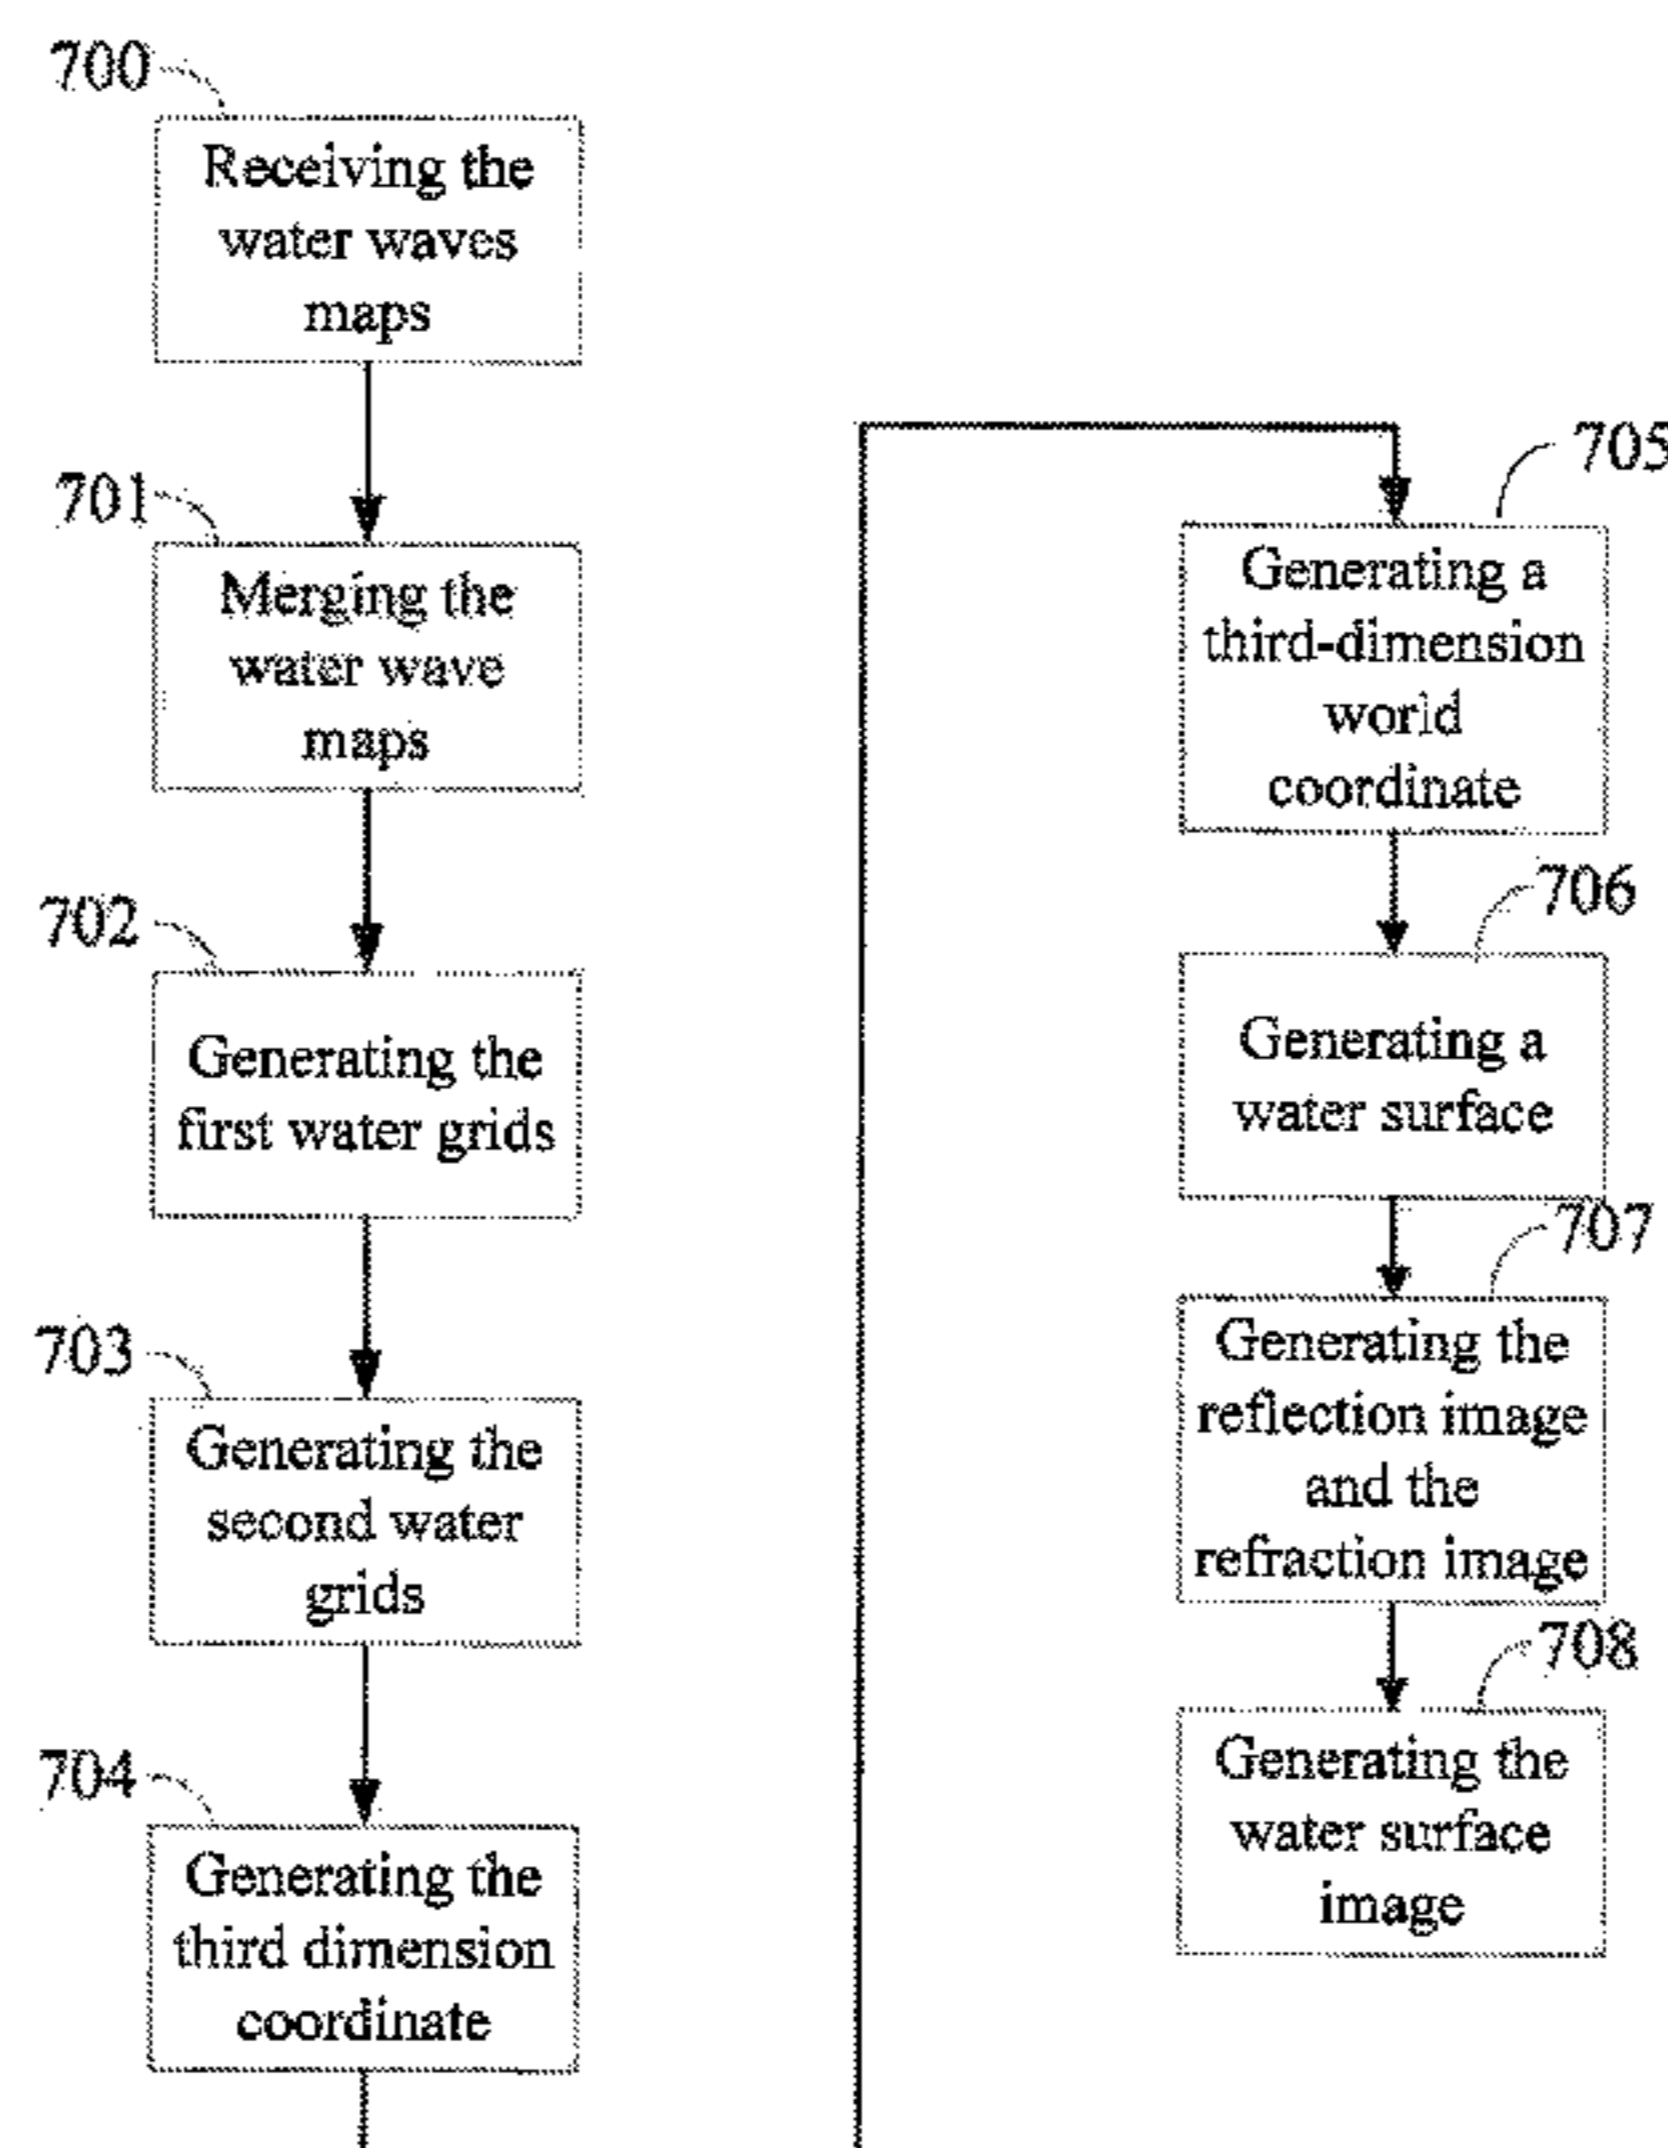 700
Receiving the
water waves
maps
701
Merging the
water wave
maps
702
Generating the
first water grids
703
Generating the
second water
grids
704
Generating the
third dimension
coordinate
705
Generating a
third-dimension
world
coordinate
706
Generating a
water surface
707
Generating the
reflection image
and the
refraction image
708
Generating the
water surface
image